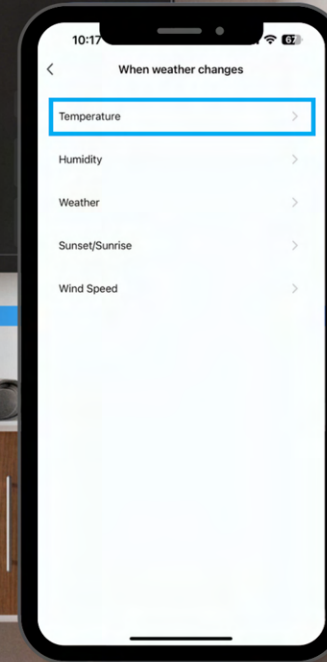 10:17
67
When weather changes
Temperature
Humidity
Weather
Sunset/Sunrise
Wind Speed